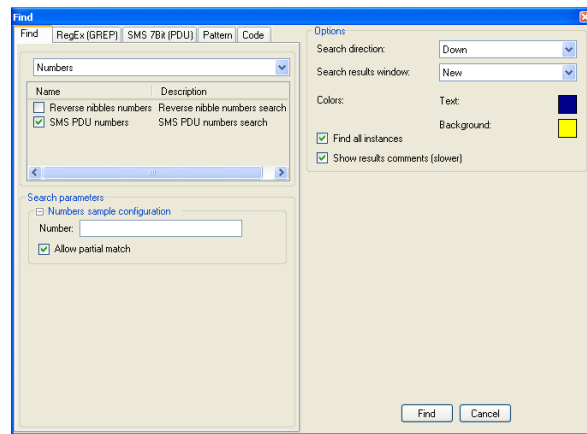 Find
Find RegEx (GREP) SMS 7Bit (PDU) Pattern Code
Numbers
Name Description
Reverse nibbles numbers Reverse nibble numbers search
SMS PDU numbers SMS PDU numbers search
Search parameters
Numbers sample configuration
Number:
Allow partial match
Options
Search direction: Down
Search results window: New
Colors: Text:
Background:
Find all instances
Show results comments (slower)
Find Cancel